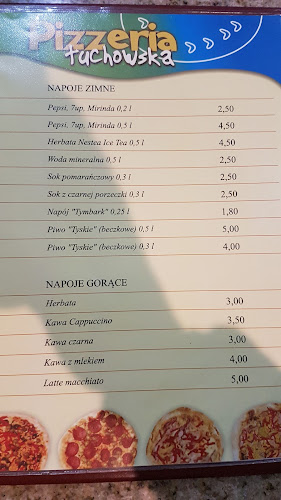 Pizzeria
tuchowska
NAPOJE ZIMNE
Pepsi, 7up, Mirinda 0,2 l 2,50
Pepsi, 7up, Mirinda 0,5 l 4,50
Herbata Nestea Ice Tea 0,5 l 4,50
Woda mineralna 0,5 l 2,50
Sok pomarańczowy 0,3 l 2,50
Sok z czarnej porzeczki 0,3 l 2,50
Napój "Tymbark" 0,25 l 1,80
Piwo "Tyskie" (beczkowe) 0,5 l 5,00
Piwo "Tyskie" (beczkowe) 0,3 l 4,00
NAPOJE GORĄCE
Herbata 3,00
Kawa Cappuccino 3,50
Kawa czarna 3,00
Kawa z mlekiem 4,00
Latte macchiato 5,00